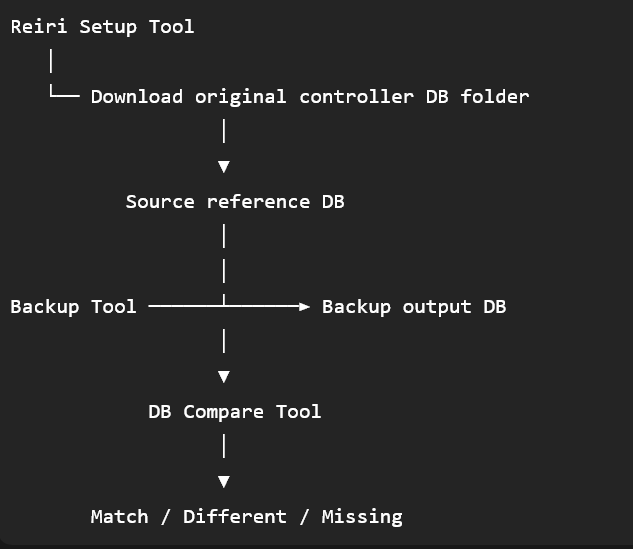 Reiri Setup Tool
Download original controller DB folder
Source reference DB
Backup Tool
Backup output DB
DB Compare Tool
Match / Different / Missing